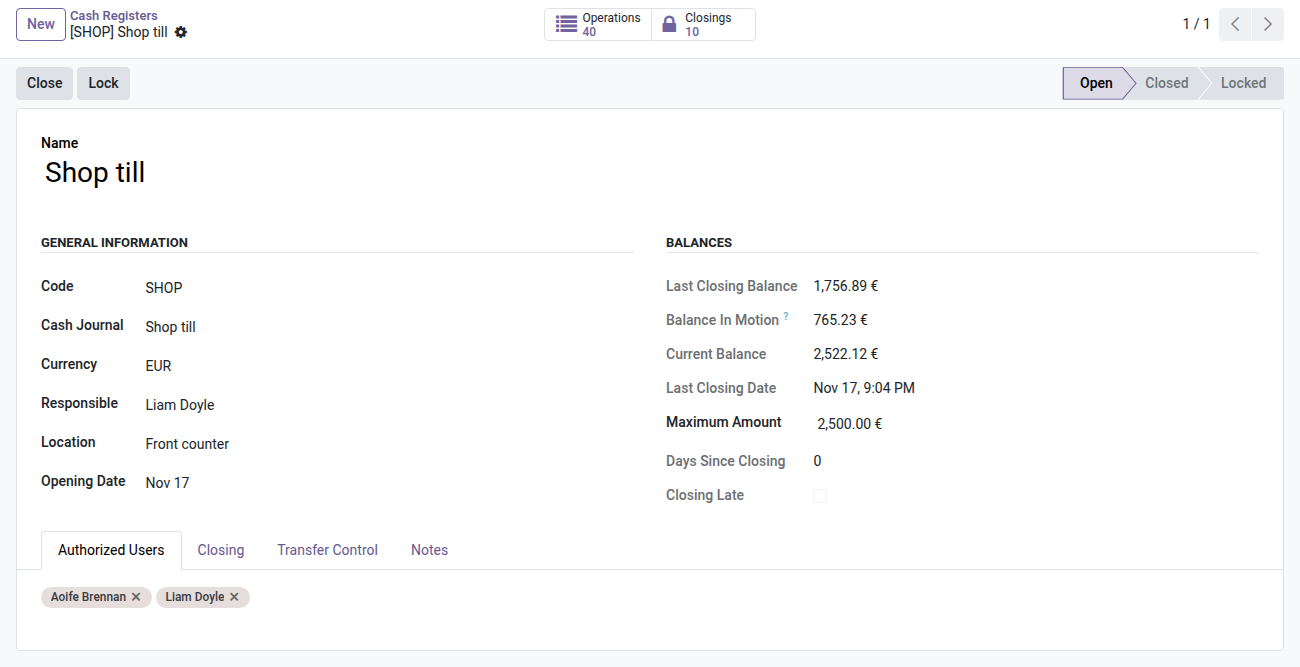 New
Cash Registers
[SHOP] Shop till
Operations
40
Closings
10
1 / 1
Close
Lock
Open
Closed
Locked
Name
Shop till
GENERAL INFORMATION
Code SHOP
Cash Journal Shop till
Currency EUR
Responsible Liam Doyle
Location Front counter
Opening Date Nov 17
BALANCES
Last Closing Balance 1,756.89 €
Balance In Motion ? 765.23 €
Current Balance 2,522.12 €
Last Closing Date Nov 17, 9:04 PM
Maximum Amount 2,500.00 €
Days Since Closing 0
Closing Late
Authorized Users
Closing
Transfer Control
Notes
Aoife Brennan ×
Liam Doyle ×